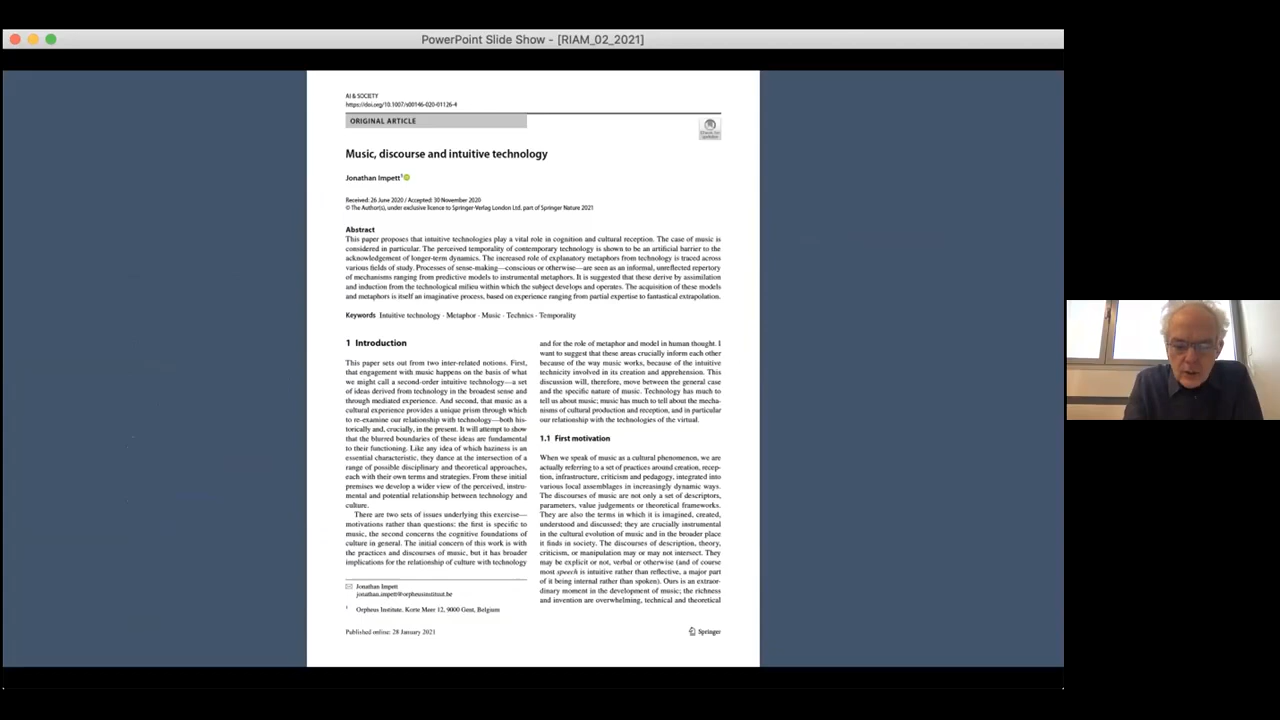 PowerPoint Slide Show - [RIAM_02_2021]
AI & SOCIETY
https://doi.org/10.1007/s00146-020-01126-4
ORIGINAL ARTICLE
Check for
updates
Music, discourse and intuitive technology
Jonathan Impett¹
Received: 26 June 2020 / Accepted: 30 November 2020
© The Author(s), under exclusive licence to Springer-Verlag London Ltd. part of Springer Nature 2021
Abstract
This paper proposes that intuitive technologies play a vital role in cognition and cultural reception. The case of music is
considered in particular. The perceived temporality of contemporary technology is shown to be an artificial barrier to the
acknowledgement of longer-term dynamics. The increased role of explanatory metaphors from technology is traced across
various fields of study. Processes of sense-making—conscious or otherwise—are seen as an informal, unreflected repertory
of mechanisms ranging from predictive models to instrumental metaphors. It is suggested that these derive by assimilation
and induction from the technological milieu within which the subject develops and operates. The acquisition of these models
and metaphors is itself an imaginative process, based on experience ranging from partial expertise to fantastical extrapolation.
Keywords Intuitive technology · Metaphor · Music · Technics · Temporality
1 Introduction
This paper sets out from two inter-related notions. First,
that engagement with music happens on the basis of what
we might call a second-order intuitive technology—a set
of ideas derived from technology in the broadest sense and
through mediated experience. And second, that music as a
cultural experience provides a unique prism through which
to re-examine our relationship with technology—both his-
torically and, crucially, in the present. It will attempt to show
that the blurred boundaries of these ideas are fundamental
to their functioning. Like any idea of which haziness is an
essential characteristic, they dance at the intersection of a
range of possible disciplinary and theoretical approaches,
each with their own terms and strategies. From these initial
premises we develop a wider view of the perceived, instru-
mental and potential relationship between technology and
culture.
There are two sets of issues underlying this exercise—
motivations rather than questions: the first is specific to
music, the second concerns the cognitive foundations of
culture in general. The initial concern of this work is with
the practices and discourses of music, but it has broader
implications for the relationship of culture with technology
Jonathan Impett
jonathan.impett@orpheusinstituut.be
1 Orpheus Institute, Korte Meer 12, 9000 Gent, Belgium
and for the role of metaphor and model in human thought. I
want to suggest that these areas crucially inform each other
because of the way music works, because of the intuitive
technicity involved in its creation and apprehension. This
discussion will, therefore, move between the general case
and the specific nature of music. Technology has much to
tell us about music; music has much to tell about the mecha-
nisms of cultural production and reception, and in particular
our relationship with the technologies of the virtual.
1.1 First motivation
When we speak of music as a cultural phenomenon, we are
actually referring to a set of practices around creation, recep-
tion, infrastructure, criticism and pedagogy, integrated into
various local assemblages in increasingly dynamic ways.
The discourses of music are not only a set of descriptors,
parameters, value judgements or theoretical frameworks.
They are also the terms in which it is imagined, created,
understood and discussed; they are crucially instrumental
in the cultural evolution of music and in the broader place
it finds in society. The discourses of description, theory,
criticism, or manipulation may or may not intersect. They
may be explicit or not, verbal or otherwise (and of course
most speech is intuitive rather than reflective, a major part
of it being internal rather than spoken). Ours is an extraor-
dinary moment in the development of music; the richness
and invention are overwhelming, technical and theoretical
Published online: 28 January 2021
Springer